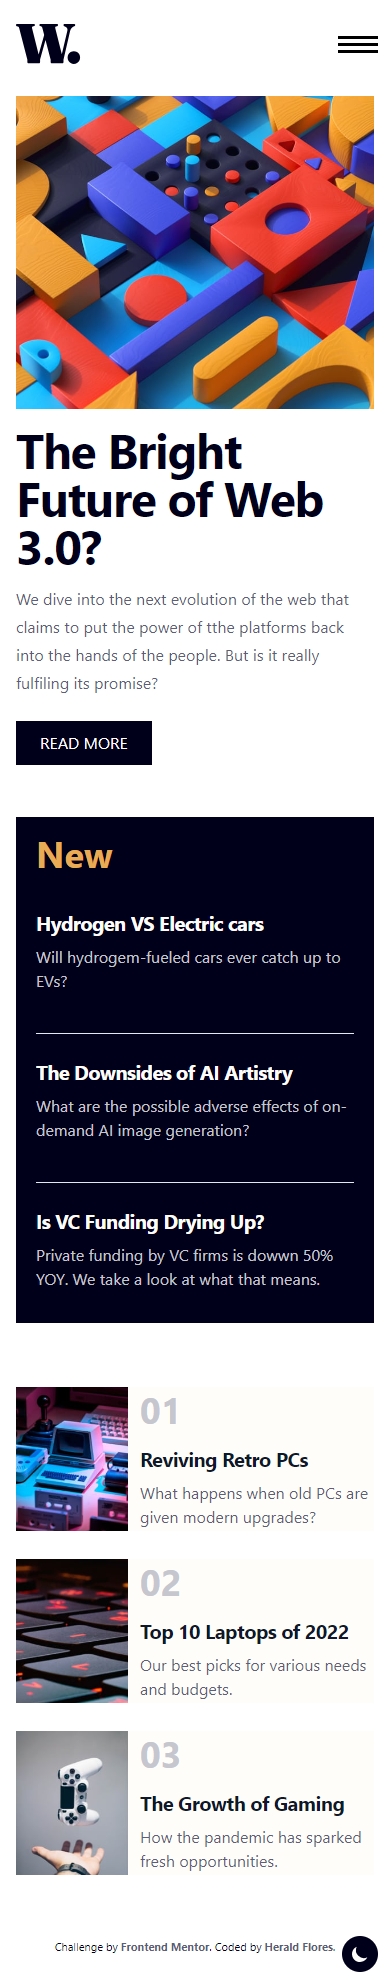 W.
The Bright
Future of Web
3.0?
We dive into the next evolution of the web that
claims to put the power of tthe platforms back
into the hands of the people. But is it really
fulfiling its promise?
READ MORE
New
Hydrogen VS Electric cars
Will hydrogem-fueled cars ever catch up to
EVs?
The Downsides of AI Artistry
What are the possible adverse effects of on-
demand AI image generation?
Is VC Funding Drying Up?
Private funding by VC firms is dowwn 50%
YOY. We take a look at what that means.
01
Reviving Retro PCs
What happens when old PCs are
given modern upgrades?
02
Top 10 Laptops of 2022
Our best picks for various needs
and budgets.
03
The Growth of Gaming
How the pandemic has sparked
fresh opportunities.
Challenge by Frontend Mentor. Coded by Herald Flores.